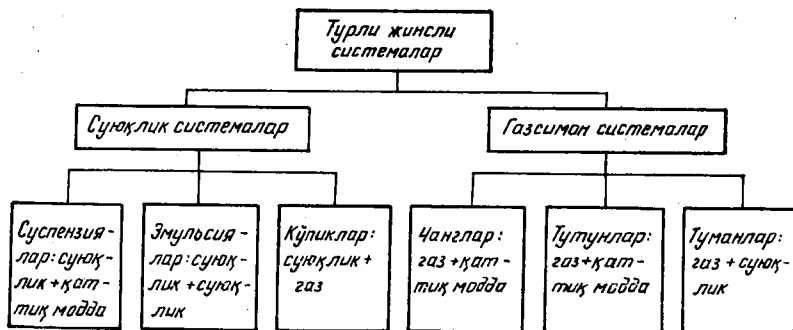 Турли жинсли
системалар
Суюқлик системалар
Газсимон системалар
Суспензия-
лар: суюқ-
лик + қат-
тиқ модда
Эмульсия-
лар: суюқ-
лик + суюқ-
лик
Кўпиклар:
суюқлик +
газ
Чанглар:
газ + қат-
тиқ модда
Тутунлар:
газ + қат-
тиқ модда
Туманлар:
газ + суюқ-
лик